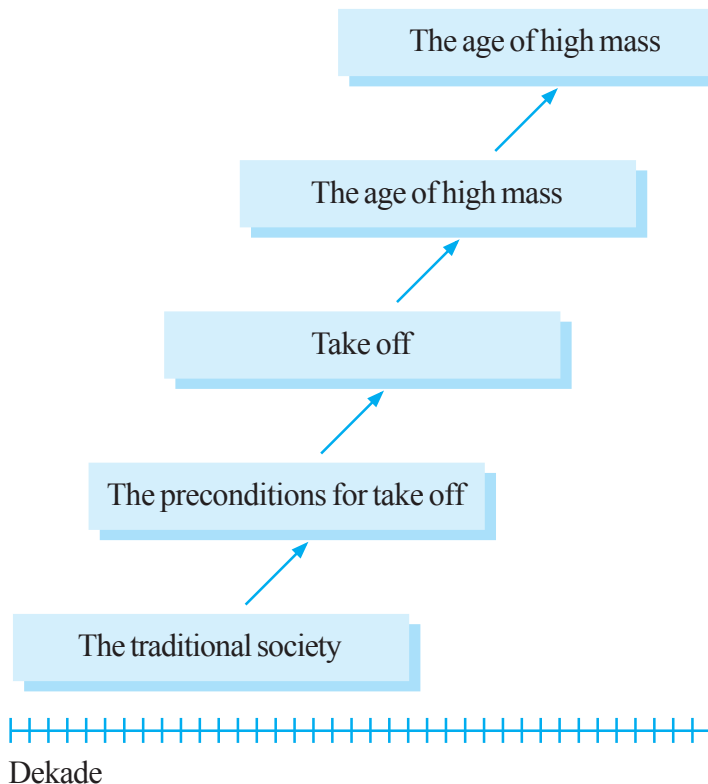 The age of high mass
The age of high mass
Take off
The preconditions for take off
The traditional society
Dekade